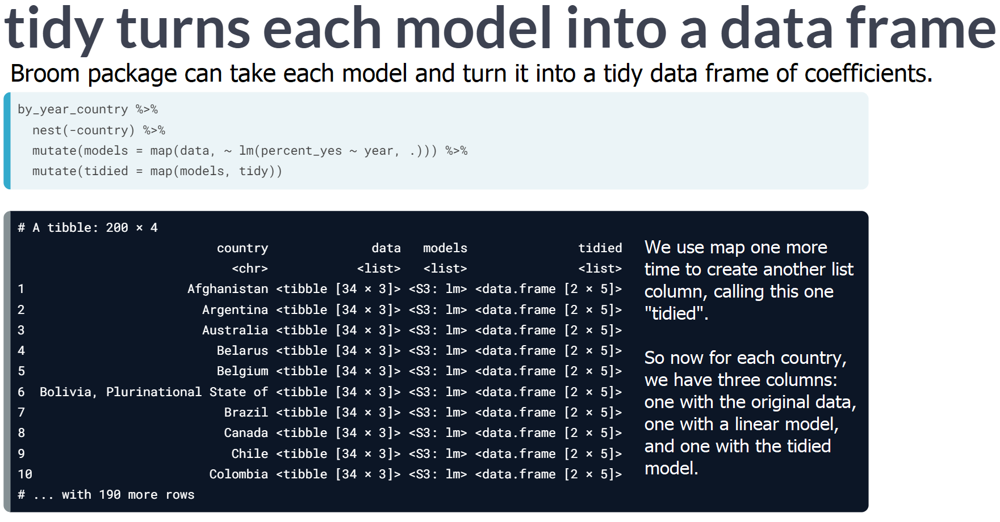 tidy turns each model into a data frame
Broom package can take each model and turn it into a tidy data frame of coefficients.
by_year_country %>%
  nest(-country) %>%
  mutate(models = map(data, ~ lm(percent_yes ~ year, .))) %>%
  mutate(tidied = map(models, tidy))
# A tibble: 200 × 4
country data models tidied
<chr> <list> <list> <list>
1 Afghanistan <tibble [34 × 3]> <S3: lm> <data.frame [2 × 5]>
2 Argentina <tibble [34 × 3]> <S3: lm> <data.frame [2 × 5]>
3 Australia <tibble [34 × 3]> <S3: lm> <data.frame [2 × 5]>
4 Belarus <tibble [34 × 3]> <S3: lm> <data.frame [2 × 5]>
5 Belgium <tibble [34 × 3]> <S3: lm> <data.frame [2 × 5]>
6 Bolivia, Plurinational State of <tibble [34 × 3]> <S3: lm> <data.frame [2 × 5]>
7 Brazil <tibble [34 × 3]> <S3: lm> <data.frame [2 × 5]>
8 Canada <tibble [34 × 3]> <S3: lm> <data.frame [2 × 5]>
9 Chile <tibble [34 × 3]> <S3: lm> <data.frame [2 × 5]>
10 Colombia <tibble [34 × 3]> <S3: lm> <data.frame [2 × 5]>
# ... with 190 more rows
We use map one more
time to create another list
column, calling this one
"tidied".
So now for each country,
we have three columns:
one with the original data,
one with a linear model,
and one with the tidied
model.